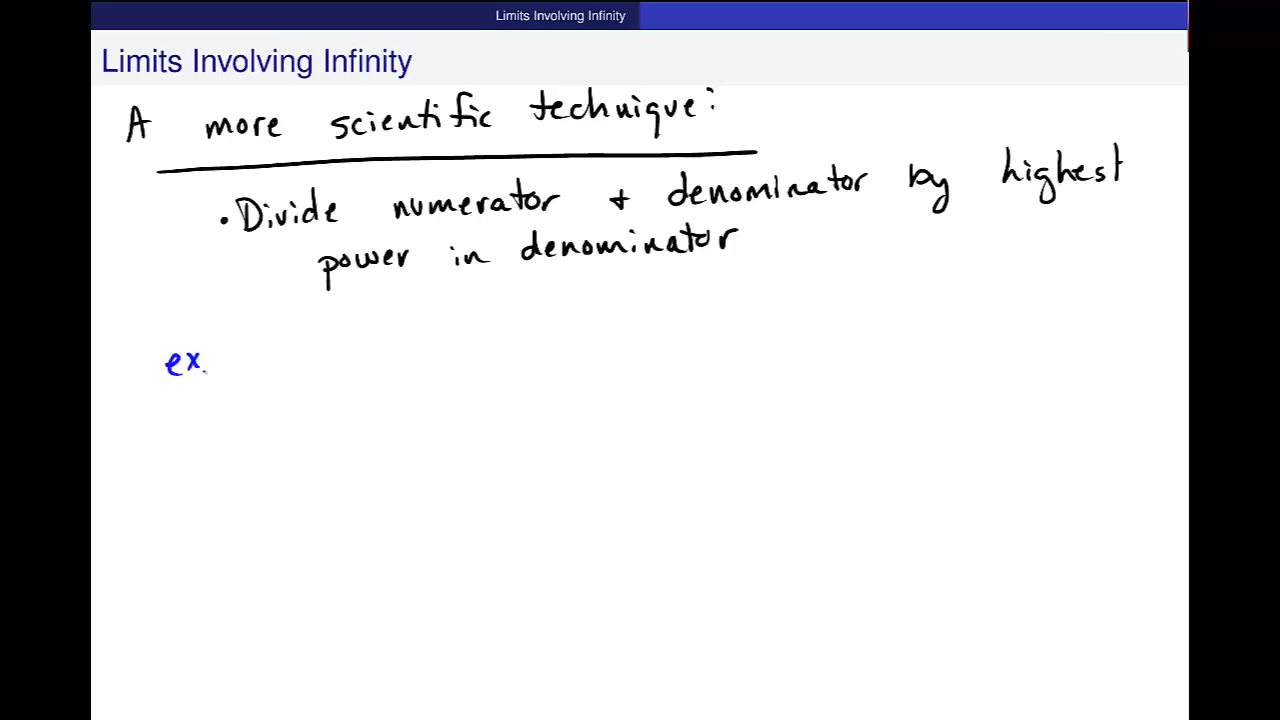 Limits Involving Infinity
Limits Involving Infinity
A more scientific technique:
• Divide numerator + denominator by highest
power in denominator
ex.